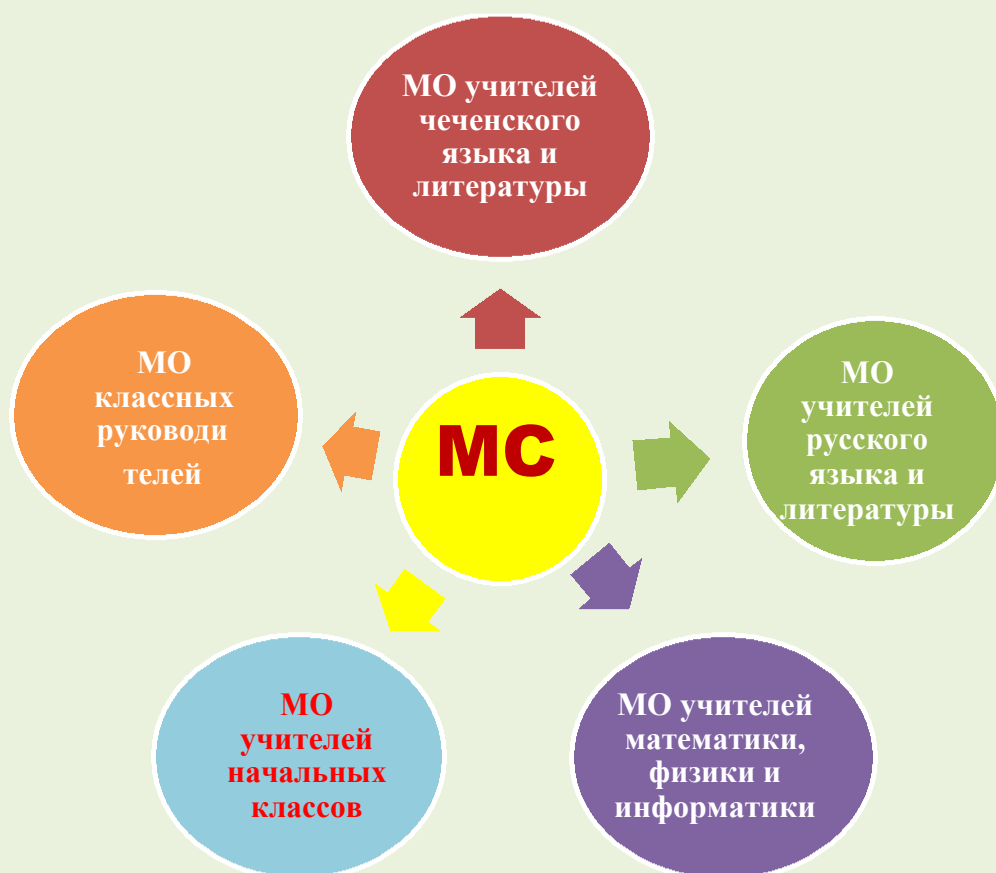 МО учителей
чеченского
языка и
литературы
МО
классных
руководи
телей
МС
МО
учителей
русского
языка и
литературы
МО
учителей
начальных
классов
МО учителей
математики,
физики и
информатики